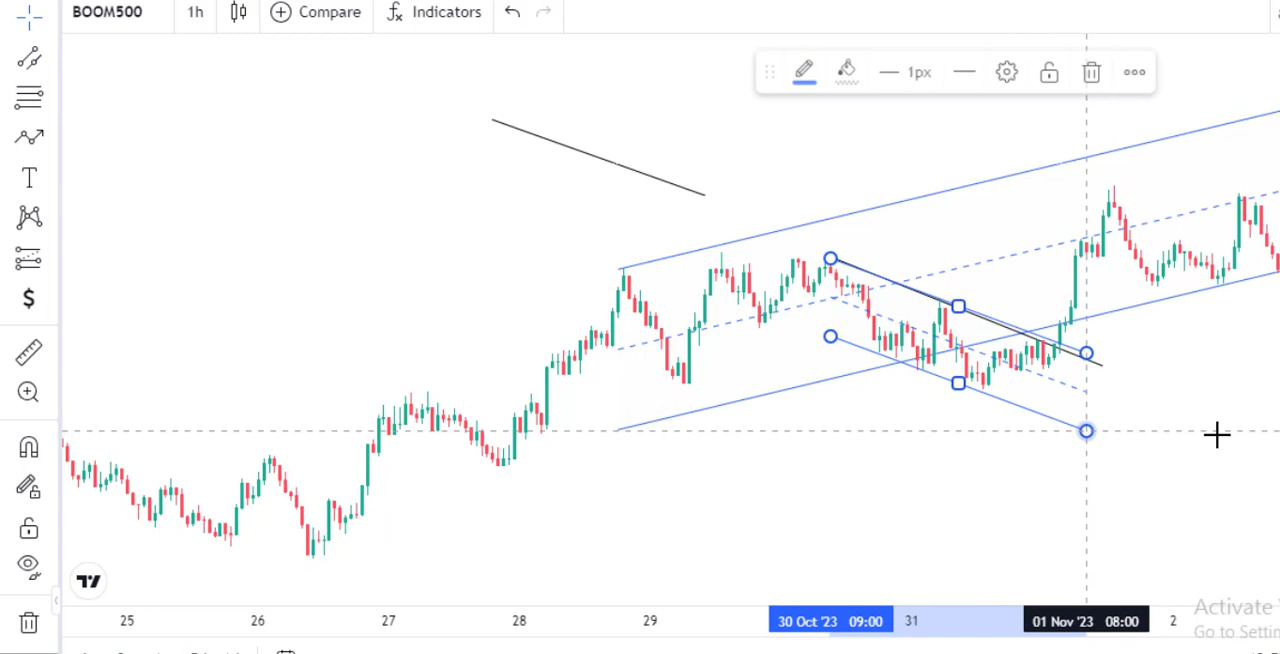 BOOM500 1h Compare Indicators
1px
T
$
25 26 27 28 29 30 Oct '23 09:00 31 01 Nov '23 08:00 2
Activate
Go to Settin